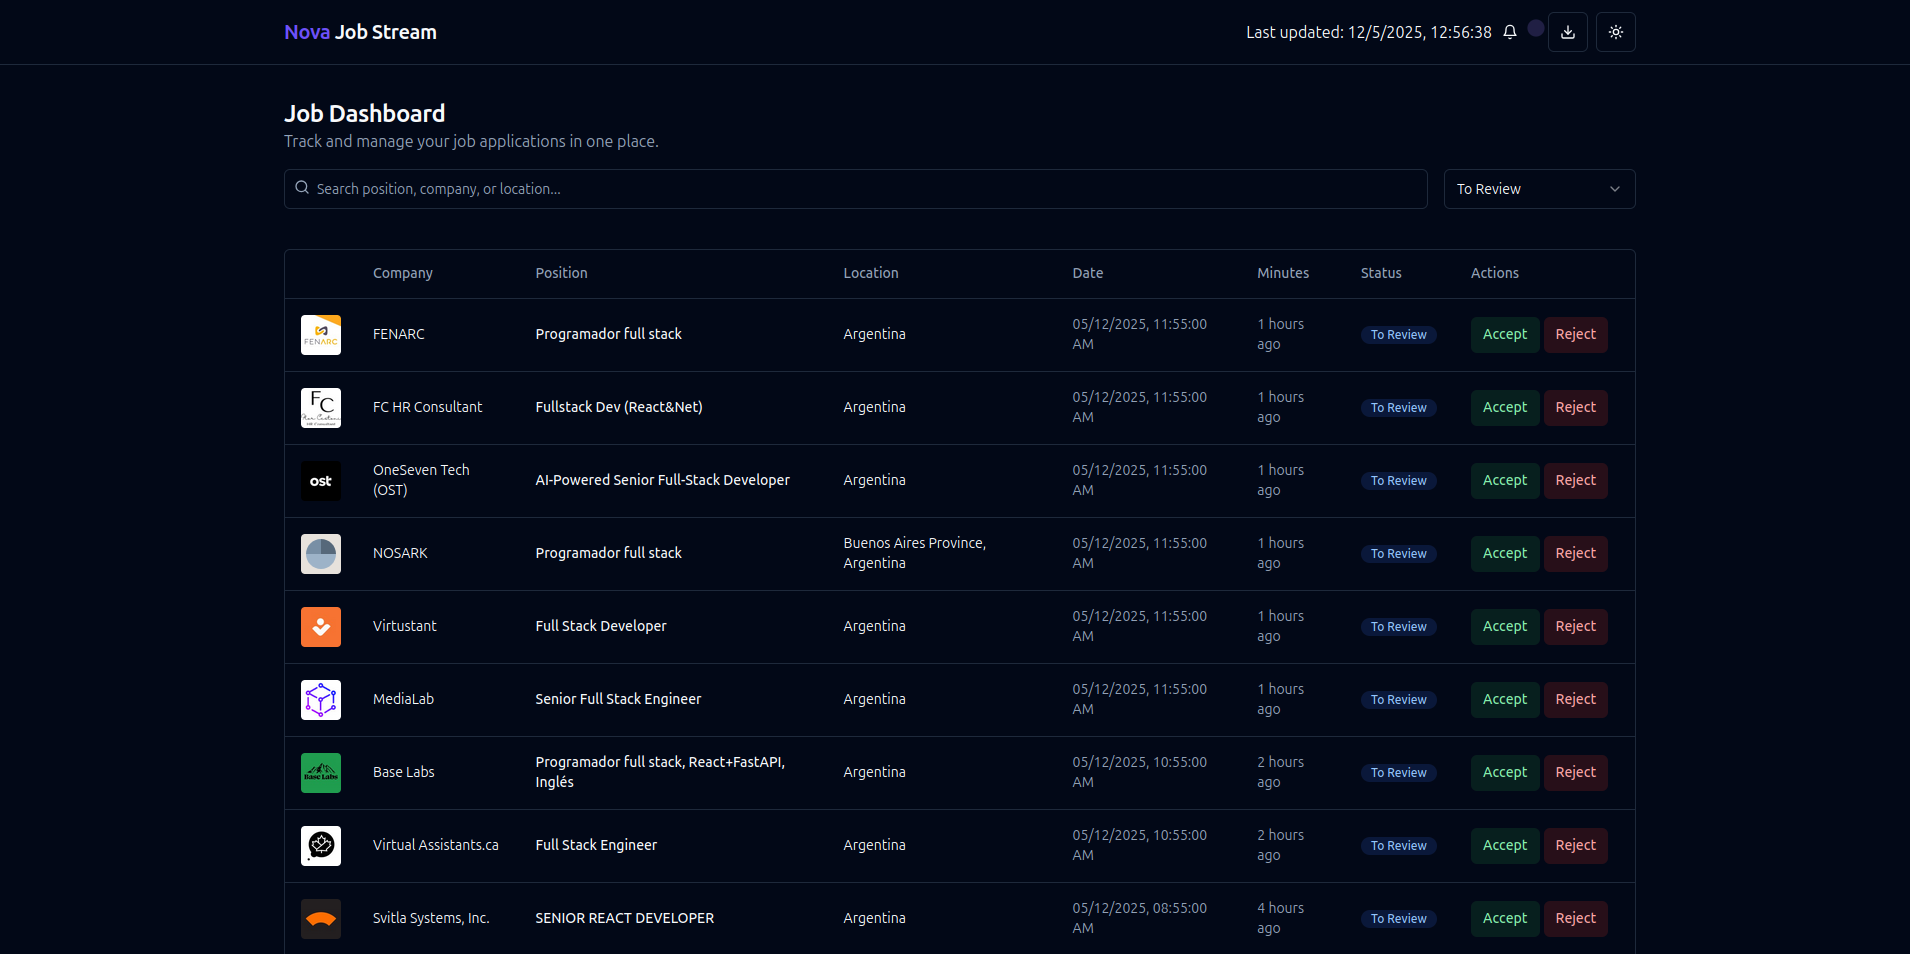 Nova Job Stream
Last updated: 12/5/2025, 12:56:38
Job Dashboard
Track and manage your job applications in one place.
Search position, company, or location...
To Review
Company Position Location Date Minutes Status Actions
FENARC
FENARC Programador full stack Argentina 05/12/2025, 11:55:00 AM 1 hours ago To Review Accept Reject
FC
FC HR Consultant Fullstack Dev (React&Net) Argentina 05/12/2025, 11:55:00 AM 1 hours ago To Review Accept Reject
ost
OneSeven Tech (OST) AI-Powered Senior Full-Stack Developer Argentina 05/12/2025, 11:55:00 AM 1 hours ago To Review Accept Reject
NOSARK Programador full stack Buenos Aires Province, Argentina 05/12/2025, 11:55:00 AM 1 hours ago To Review Accept Reject
Virtustant Full Stack Developer Argentina 05/12/2025, 11:55:00 AM 1 hours ago To Review Accept Reject
MediaLab Senior Full Stack Engineer Argentina 05/12/2025, 11:55:00 AM 1 hours ago To Review Accept Reject
Base Labs
Base Labs Programador full stack, React+FastAPI, Inglés Argentina 05/12/2025, 10:55:00 AM 2 hours ago To Review Accept Reject
Virtual Assistants.ca Full Stack Engineer Argentina 05/12/2025, 10:55:00 AM 2 hours ago To Review Accept Reject
Svitla Systems, Inc. SENIOR REACT DEVELOPER Argentina 05/12/2025, 08:55:00 AM 4 hours ago To Review Accept Reject